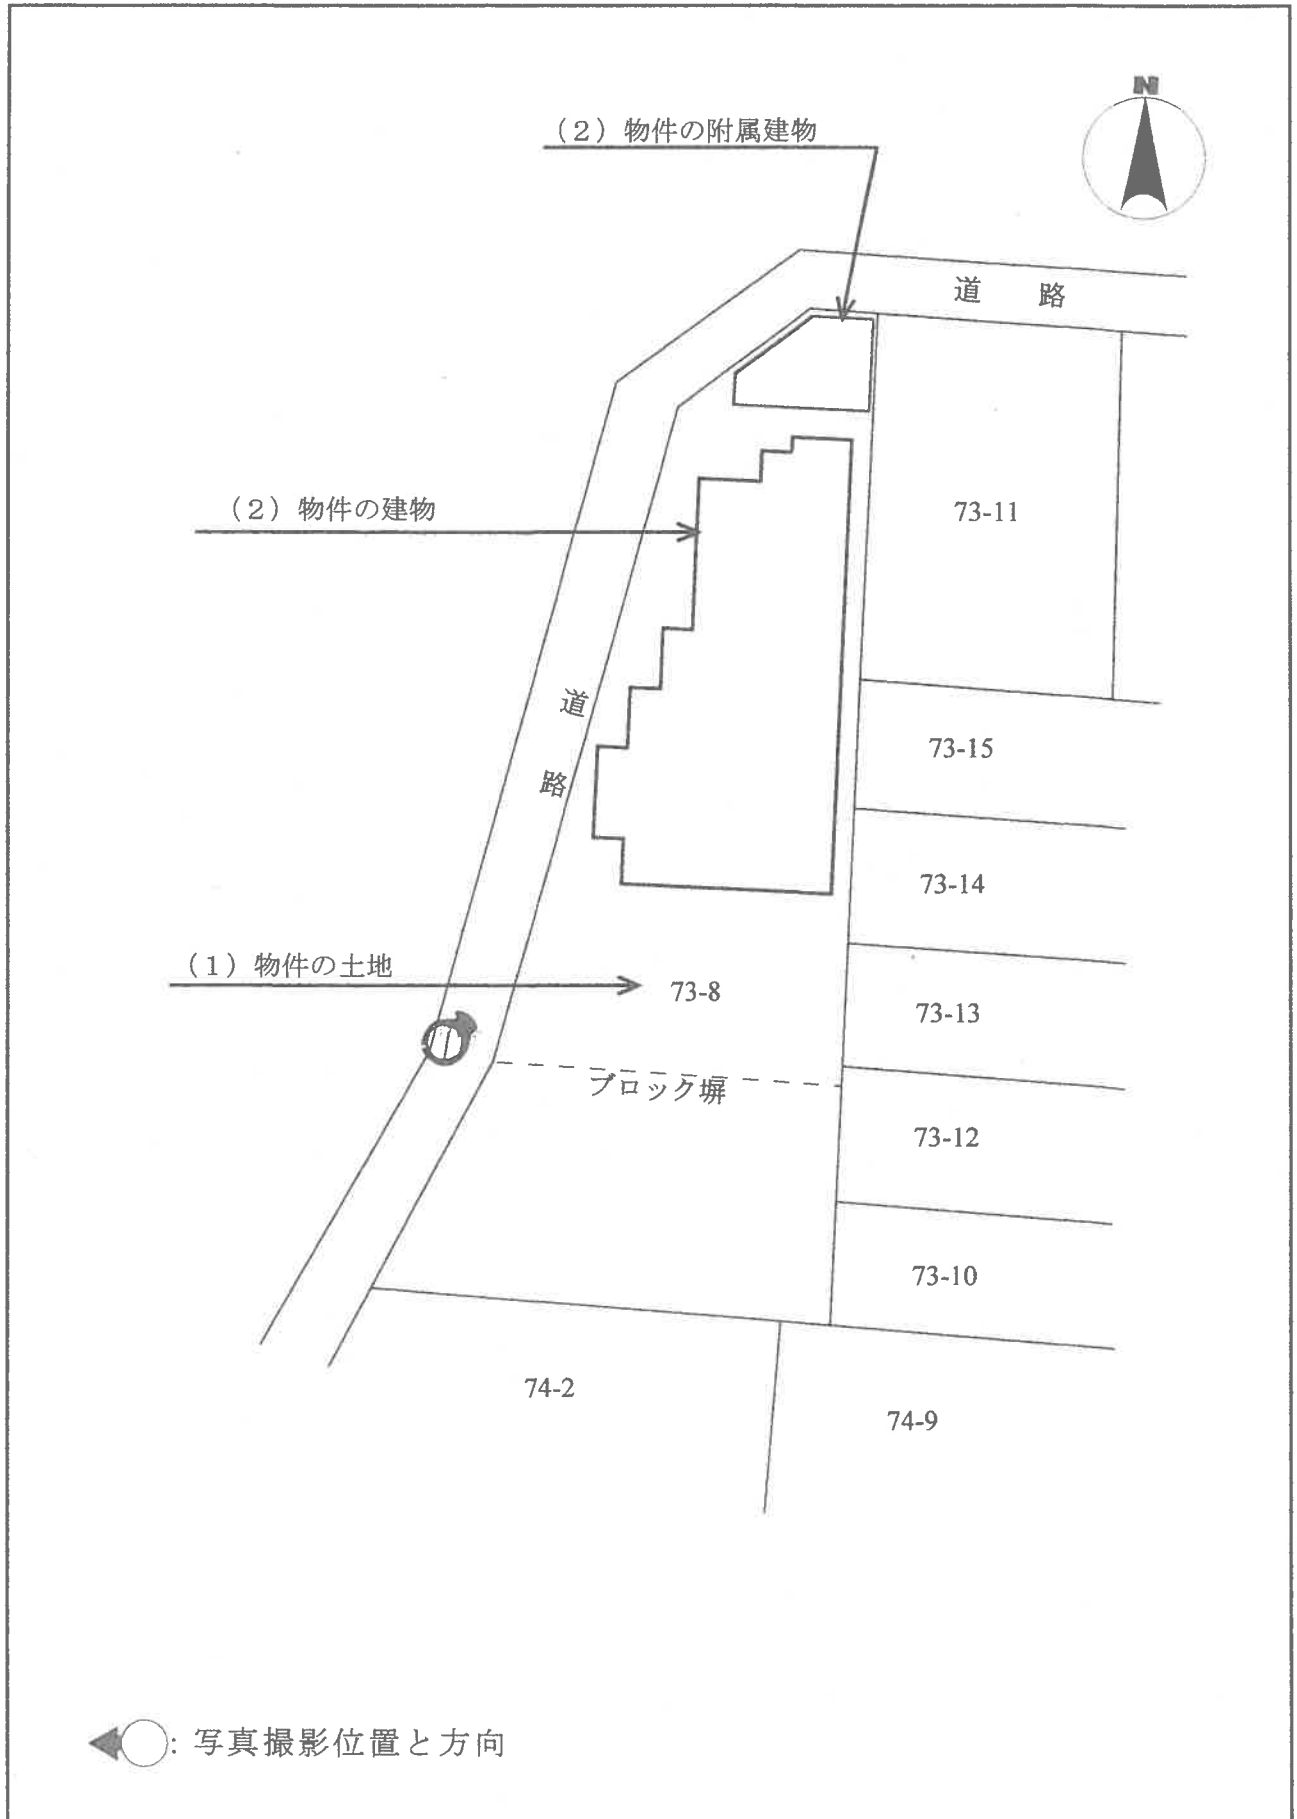 N
(2)物件の附属建物
道 路
(2)物件の建物
73-11
道路
73-15
73-14
(1)物件の土地
73-8
73-13
ブロック塀
73-12
73-10
74-2
74-9
: 写真撮影位置と方向